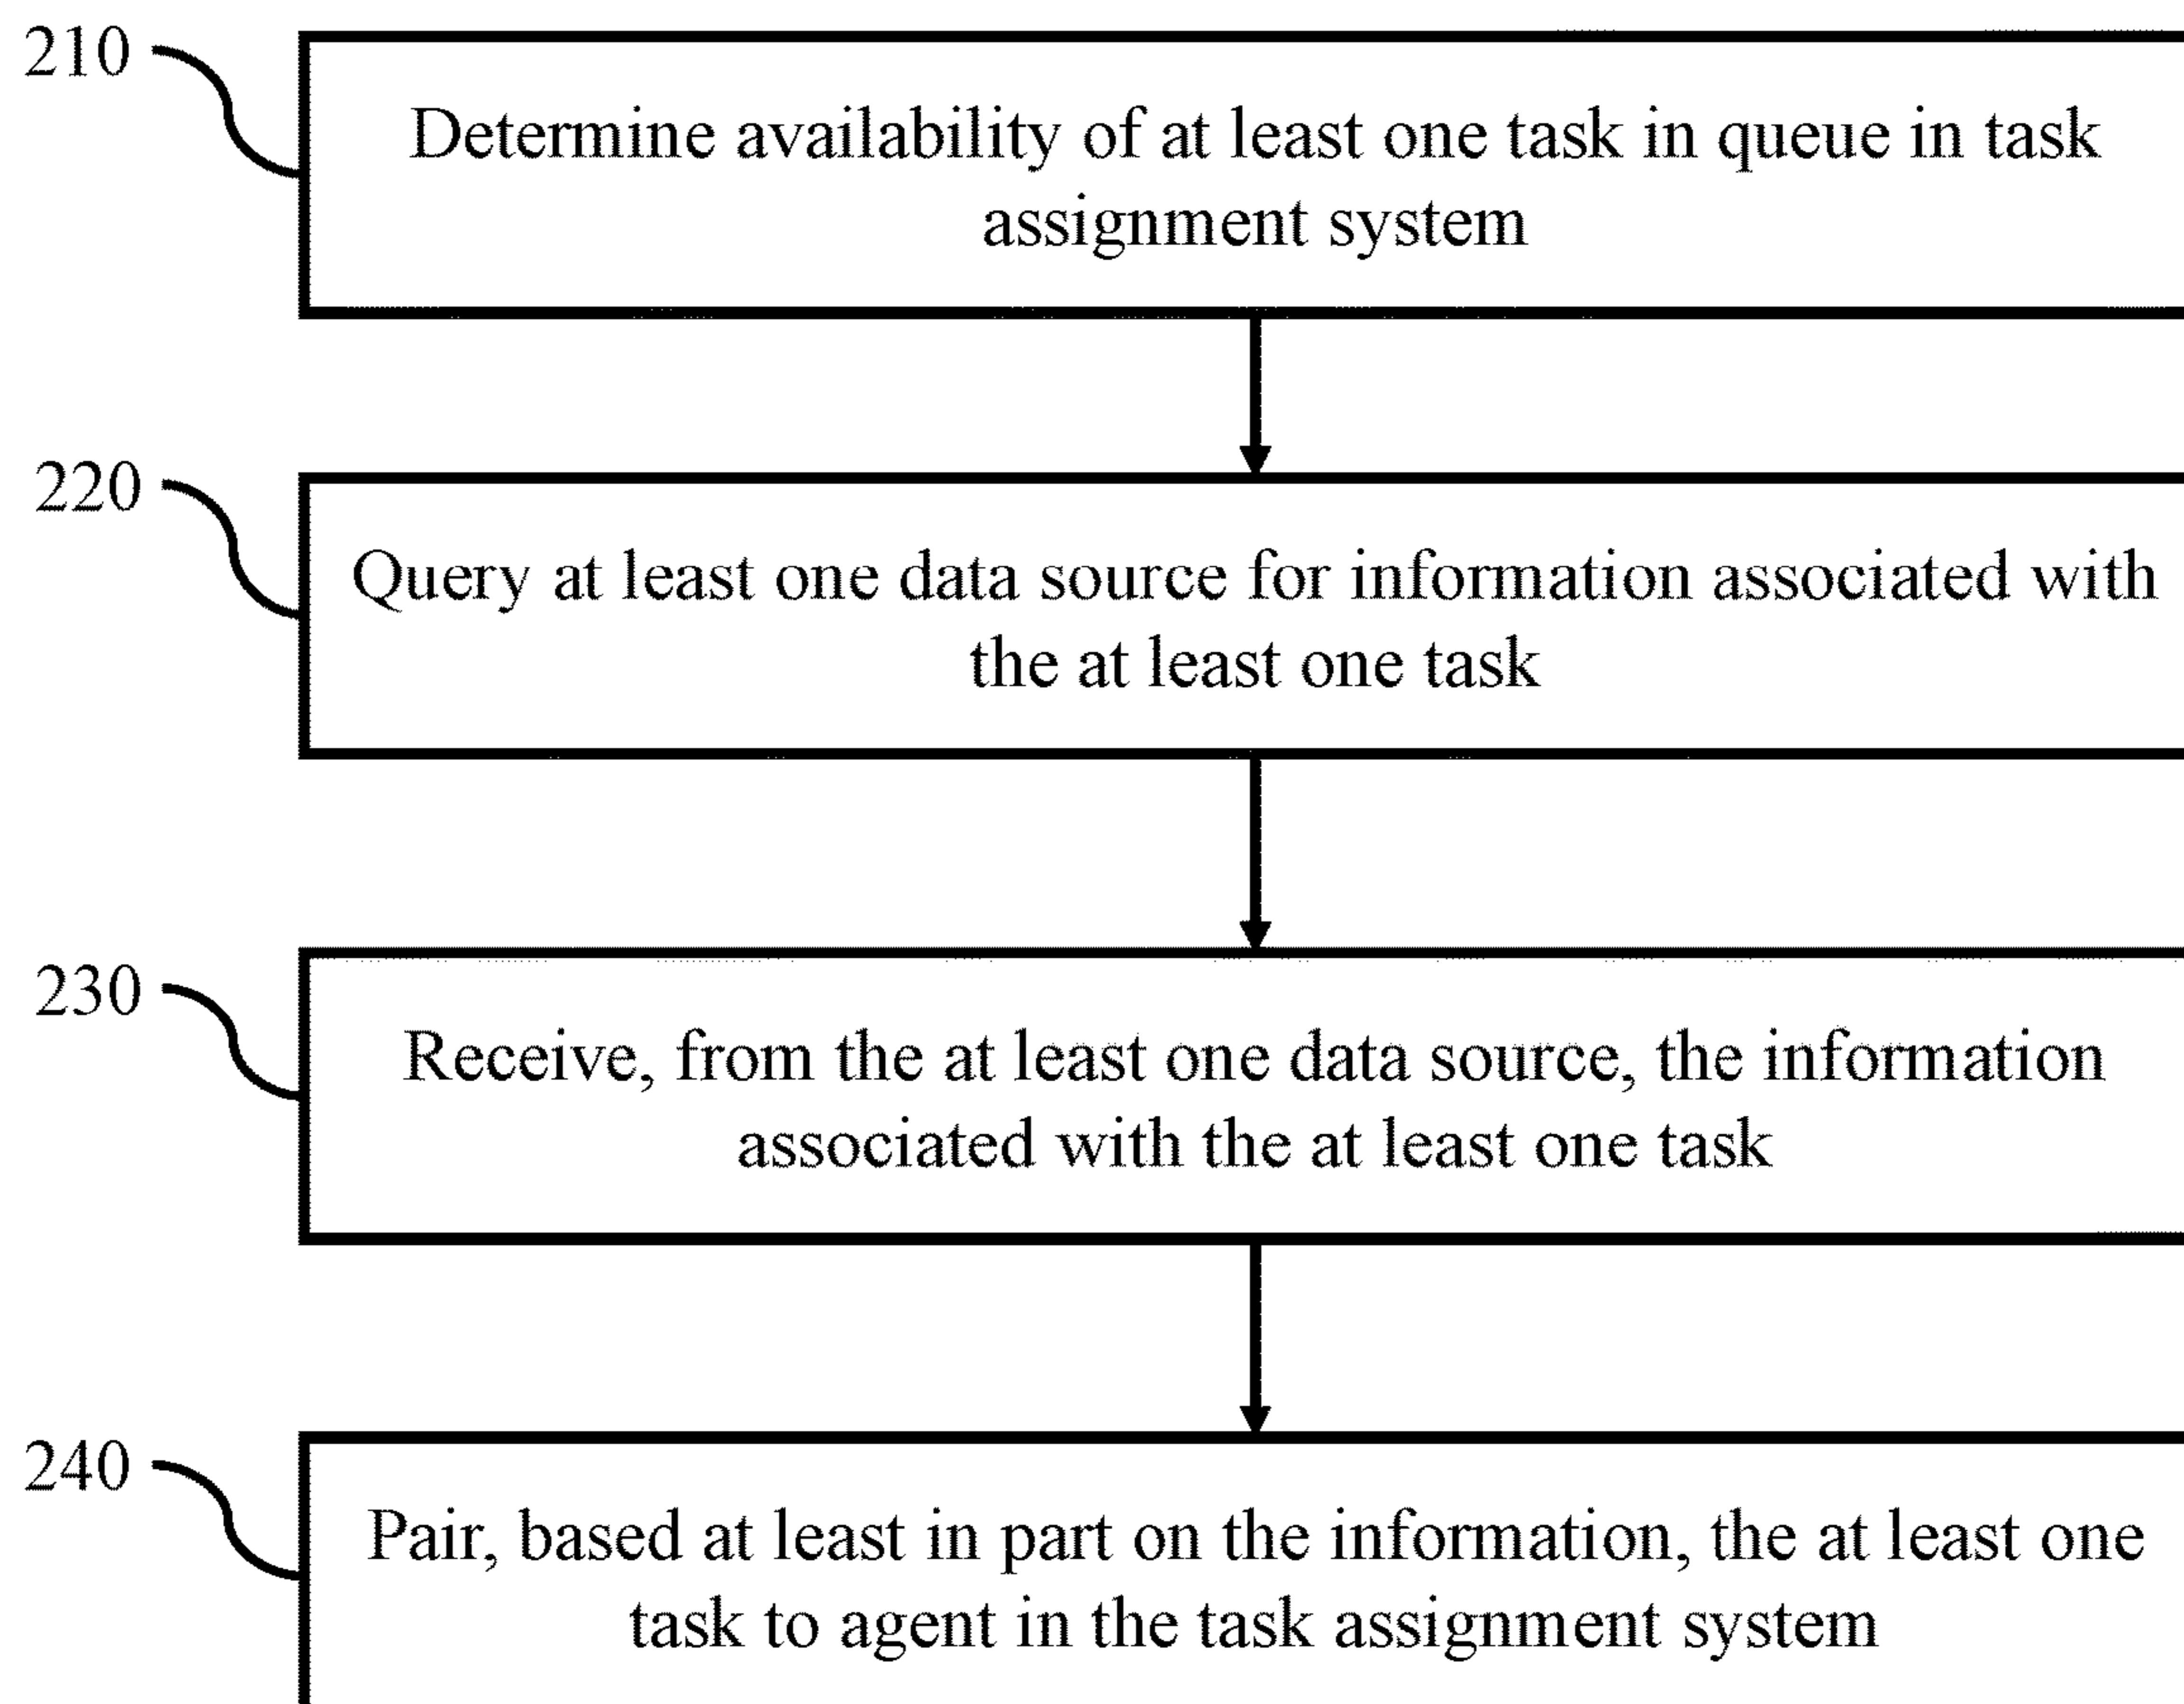 210
Determine availability of at least one task in queue in task
assignment system
220
Query at least one data source for information associated with
the at least one task
230
Receive, from the at least one data source, the information
associated with the at least one task
240
Pair, based at least in part on the information, the at least one
task to agent in the task assignment system